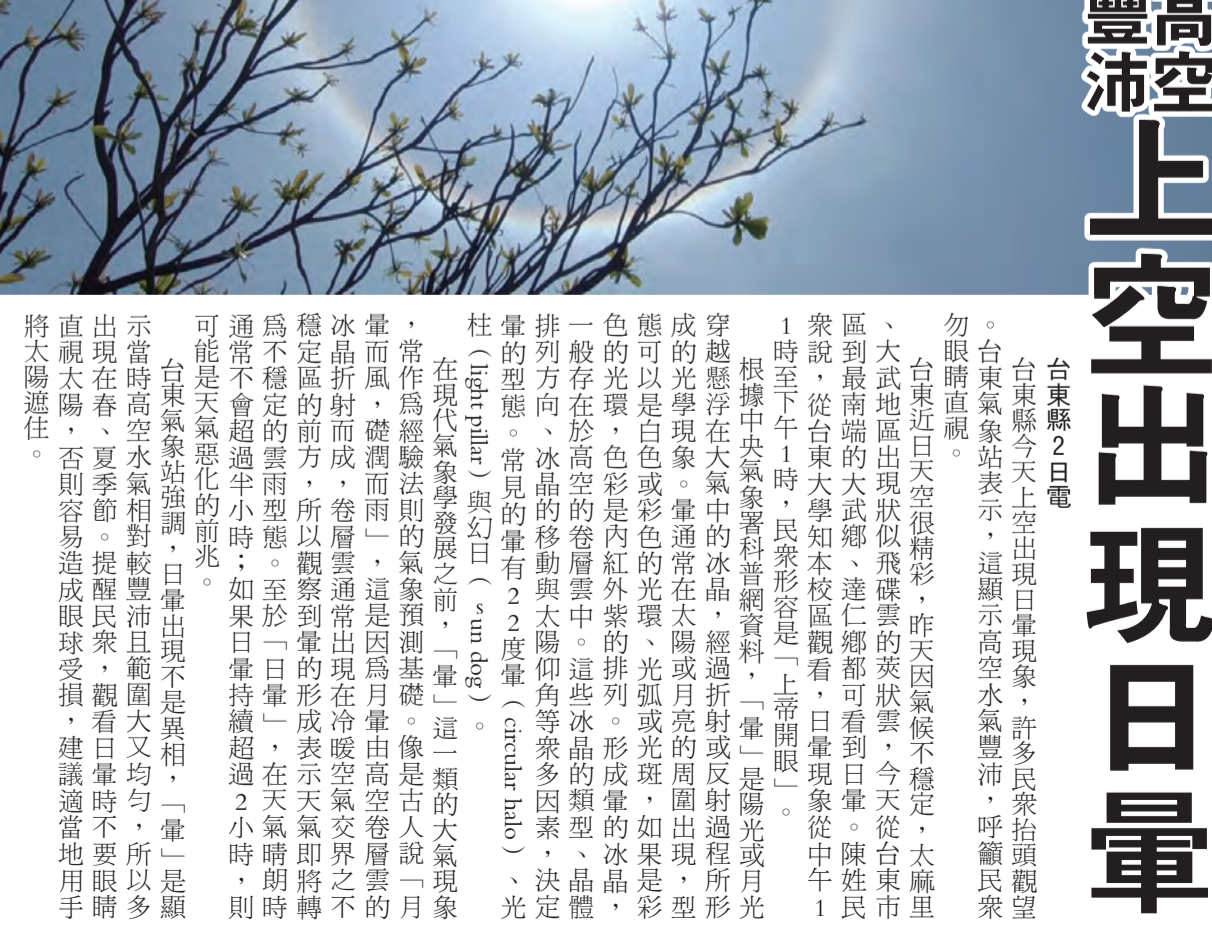 高空
豐沛
上空出現日暈
台東縣2日電
台東縣今天上空出現日暈現象，許多民衆抬頭觀望
。台東氣象站表示，這顯示高空水氣豐沛，呼籲民衆
勿眼睛直視。
台東近日天空很精彩，昨天因氣候不穩定，太麻里
、大武地區出現狀似飛碟雲的莢狀雲，今天從台東市
區到最南端的大武鄉、達仁鄉都可看到日暈。陳姓民
衆說，從台東大學知本校區觀看，日暈現象從中午1
1時至下午1時，民衆形容是「上帝開眼」。
根據中央氣象署科普網資料，「暈」是陽光或月光
穿越懸浮在大氣中的冰晶，經過折射或反射過程所形
成的光學現象。暈通常在太陽或月亮的周圍出現，型
態可以是白色或彩色的光環、光弧或光斑，如果是彩
色的光環，色彩是內紅外紫的排列。形成暈的冰晶，
一般存在於高空的卷層雲中。這些冰晶的類型、晶體
排列方向、冰晶的移動與太陽仰角等衆多因素，決定
暈的型態。常見的暈有22度暈（circular halo）、光
柱（light pillar）與幻日（sun dog）。
在現代氣象學發展之前，「暈」這一類的大氣現象
，常作爲經驗法則的氣象預測基礎。像是古人說「月
暈而風，礎潤而雨」，這是因爲月暈由高空卷層雲的
冰晶折射而成，卷層雲通常出現在冷暖空氣交界之不
穩定區的前方，所以觀察到暈的形成表示天氣即將轉
爲不穩定的雲雨型態。至於「日暈」，在天氣晴朗時
通常不會超過半小時；如果日暈持續超過2小時，則
可能是天氣惡化的前兆。
台東氣象站強調，日暈出現不是異相，「暈」是顯
示當時高空水氣相對較豐沛且範圍大又均勻，所以多
出現在春、夏季節。提醒民衆，觀看日暈時不要眼睛
直視太陽，否則容易造成眼球受損，建議適當地用手
將太陽遮住。